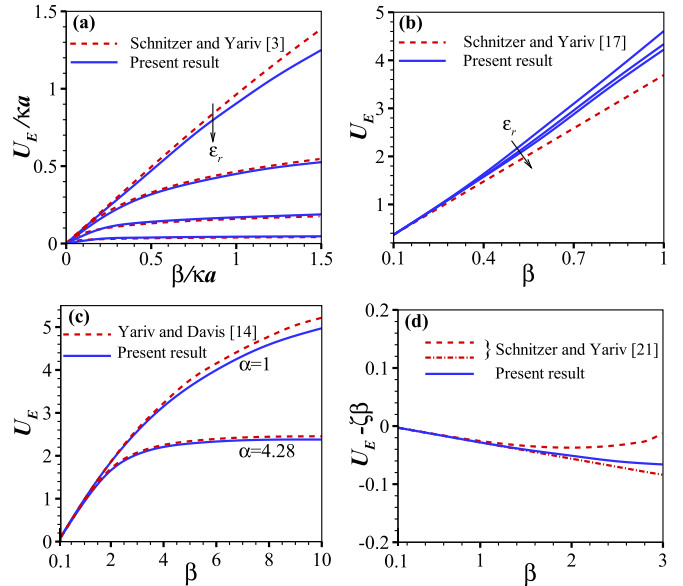 (a)
Schnitzer and Yariv [3]
Present result
U_E/κa
1.5
1
0.5
0
ε_r
0 0.5 1 1.5
β/κa
(b)
Schnitzer and Yariv [17]
Present result
U_E
5
4
3
2
1
ε_r
0.1 0.4 0.7 1
β
(c)
Yariv and Davis [14]
Present result
U_E
5
4
3
2
1
0
α=1
α=4.28
0.1 2 4 6 8 10
β
(d)
} Schnitzer and Yariv [21]
Present result
U_E -ζβ
0.2
0.1
0
-0.1
-0.2
0.1 1 2 3
β